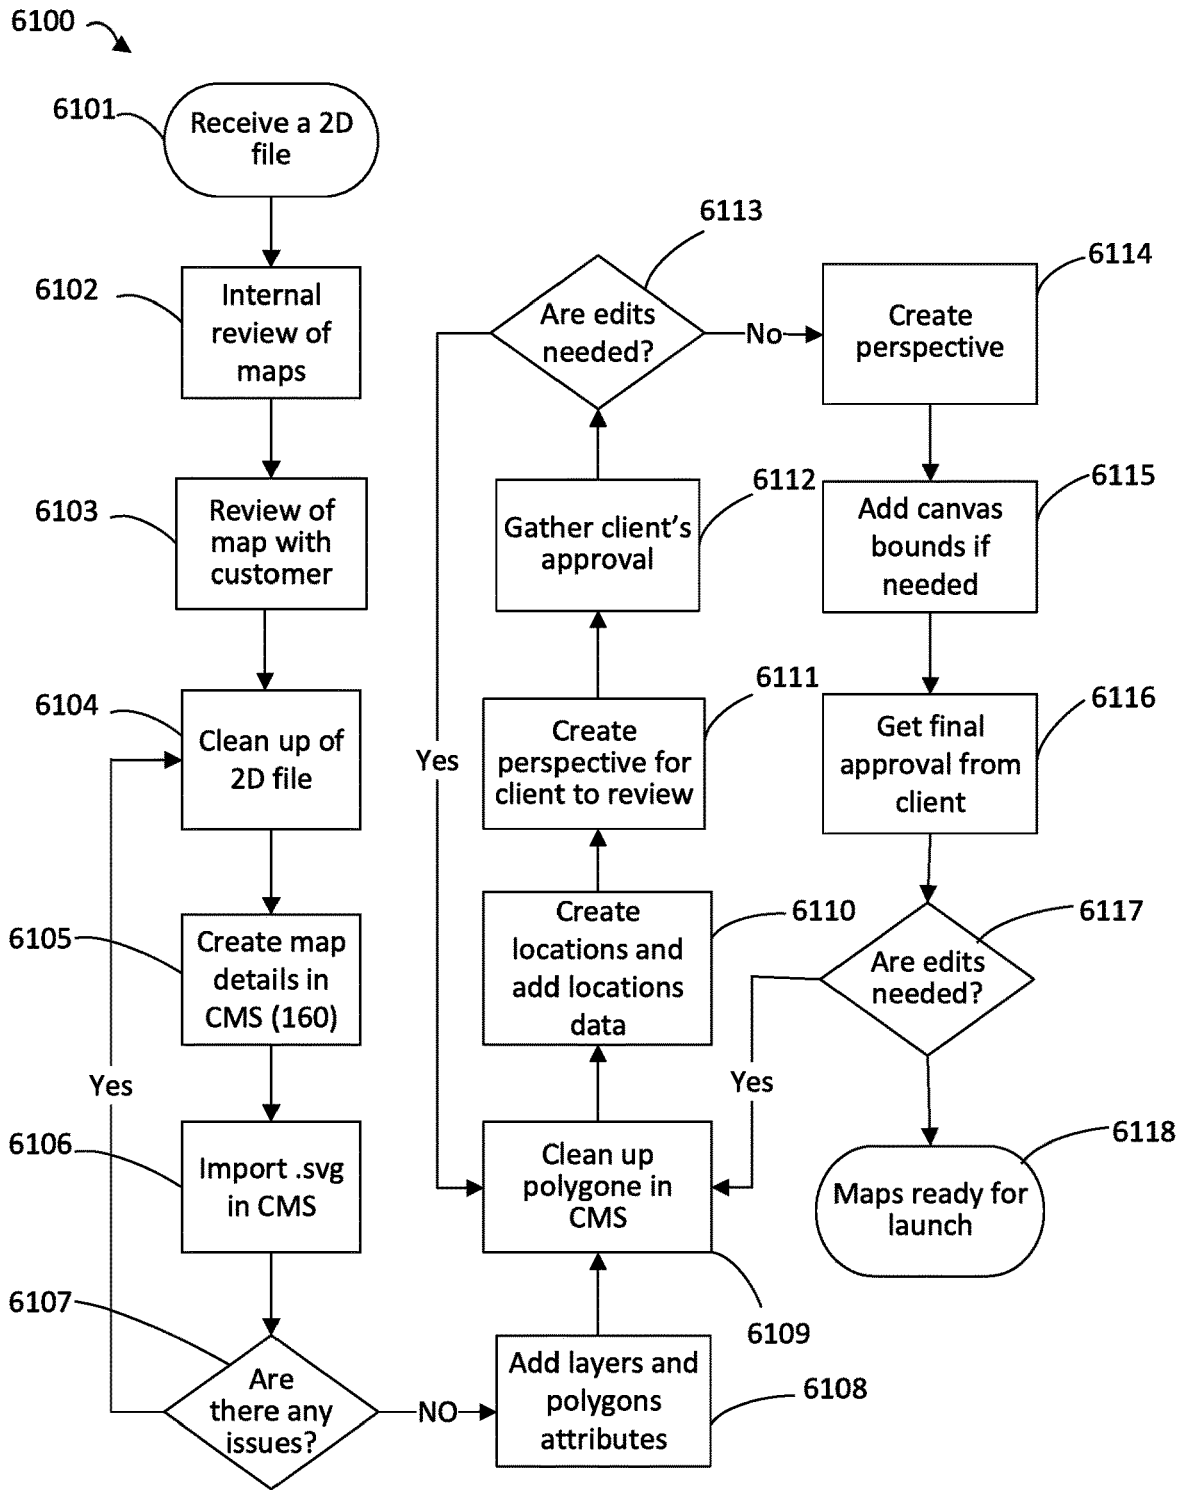 6100
6101
Receive a 2D
file
6102
Internal
review of
maps
6103
Review of
map with
customer
6104
Clean up of
2D file
6105
Create map
details in
CMS (160)
Yes
6106
Import .svg
in CMS
6107
Are
there any
issues?
NO
6108
Add layers and
polygons
attributes
6109
Clean up
polygone in
CMS
6110
Create
locations and
add locations
data
6111
Create
perspective for
client to review
6112
Gather client’s
approval
6113
Are edits
needed?
Yes
No
6114
Create
perspective
6115
Add canvas
bounds if
needed
6116
Get final
approval from
client
6117
Are edits
needed?
Yes
6118
Maps ready for
launch